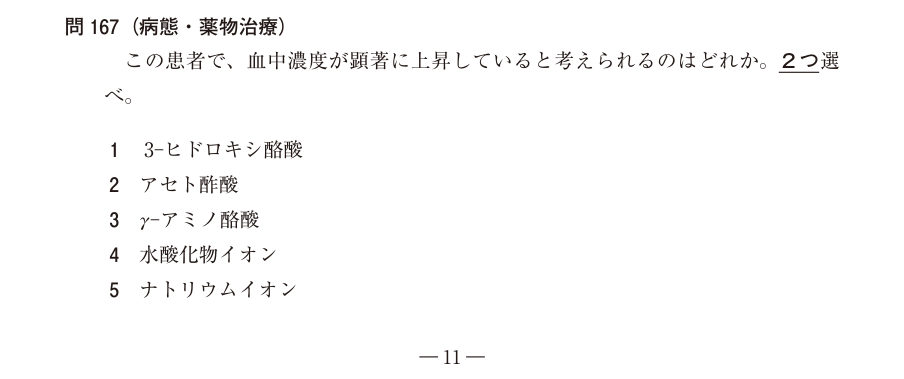 問 167（病態・薬物治療）
この患者で、血中濃度が顕著に上昇していると考えられるのはどれか。２つ選
べ。
1 3-ヒドロキシ酪酸
2 アセト酢酸
3 γ-アミノ酪酸
4 水酸化物イオン
5 ナトリウムイオン
— 11 —